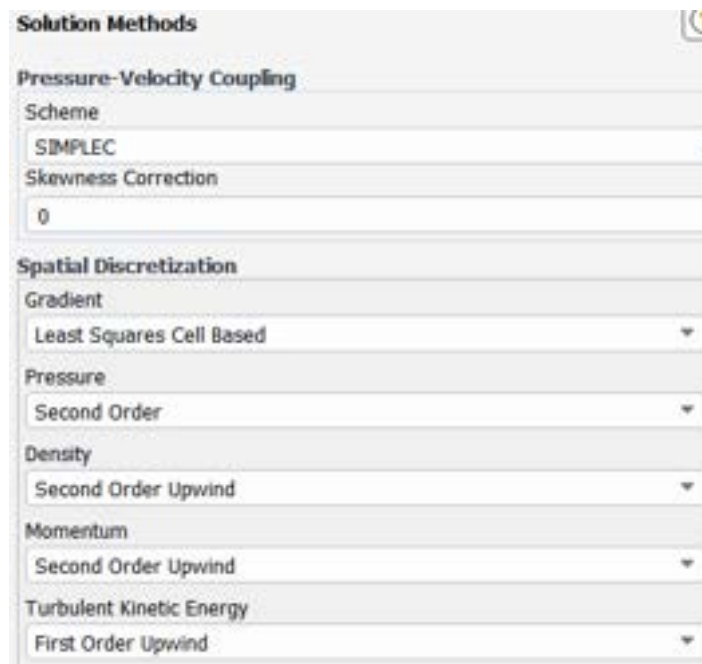 Solution Methods
Pressure-Velocity Coupling
Scheme
SIMPLEC
Skewness Correction
0
Spatial Discretization
Gradient
Least Squares Cell Based
Pressure
Second Order
Density
Second Order Upwind
Momentum
Second Order Upwind
Turbulent Kinetic Energy
First Order Upwind